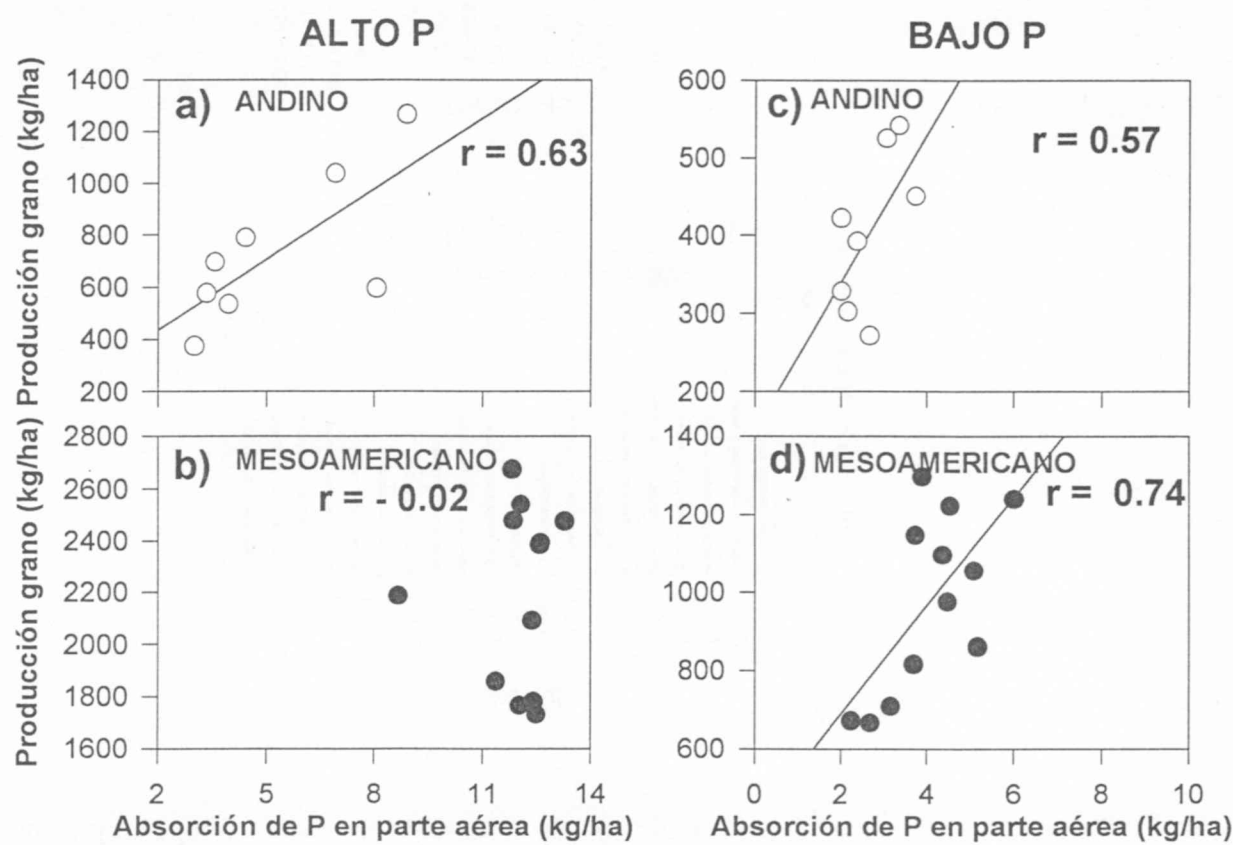 ALTO P
BAJO P
Producción grano (kg/ha)
1400
1200
1000
800
600
400
200
a) ANDINO
r = 0.63
600
500
400
300
200
c) ANDINO
r = 0.57
Producción grano (kg/ha)
2800
2600
2400
2200
2000
1800
1600
b) MESOAMERICANO
r = - 0.02
1400
1200
1000
800
600
d) MESOAMERICANO
r = 0.74
2 5 8 11 14
0 2 4 6 8 10
Absorción de P en parte aérea (kg/ha)
Absorción de P en parte aérea (kg/ha)